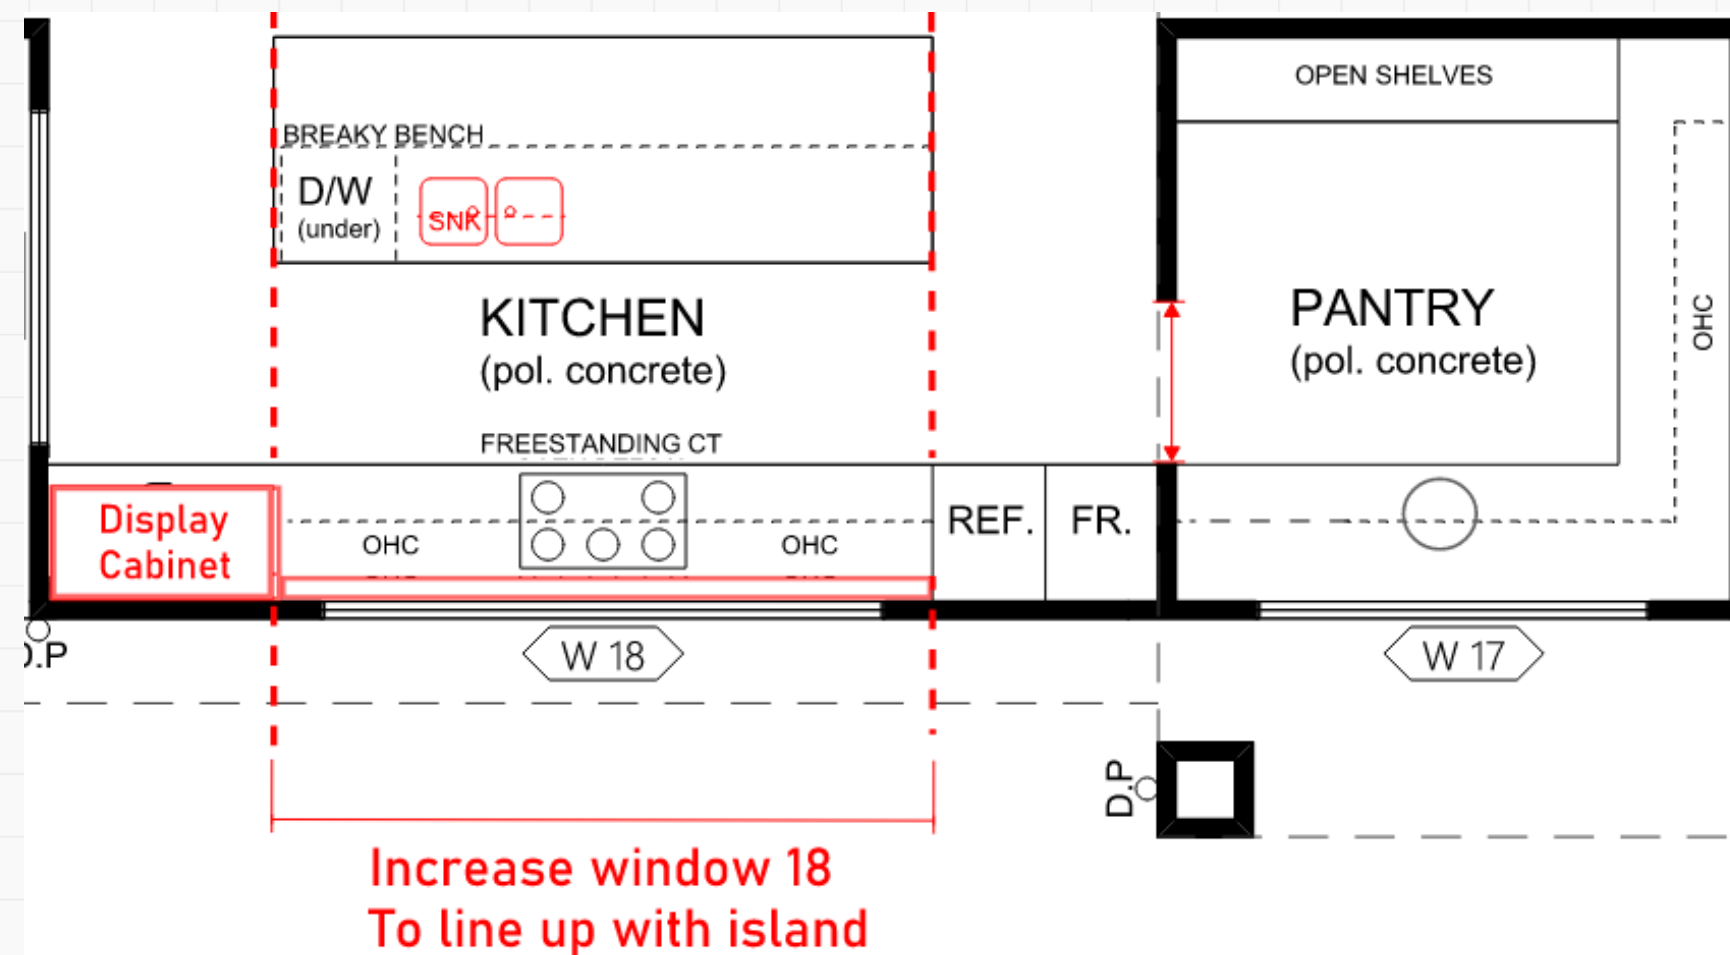 OPEN SHELVES
BREAKY BENCH
D/W
(under)
SNK
KITCHEN
(pol. concrete)
PANTRY
(pol. concrete)
OHC
FREESTANDING CT
Display
Cabinet
OHC
OHC
REF.
FR.
W 18
W 17
D.P
D.P
Increase window 18
To line up with island